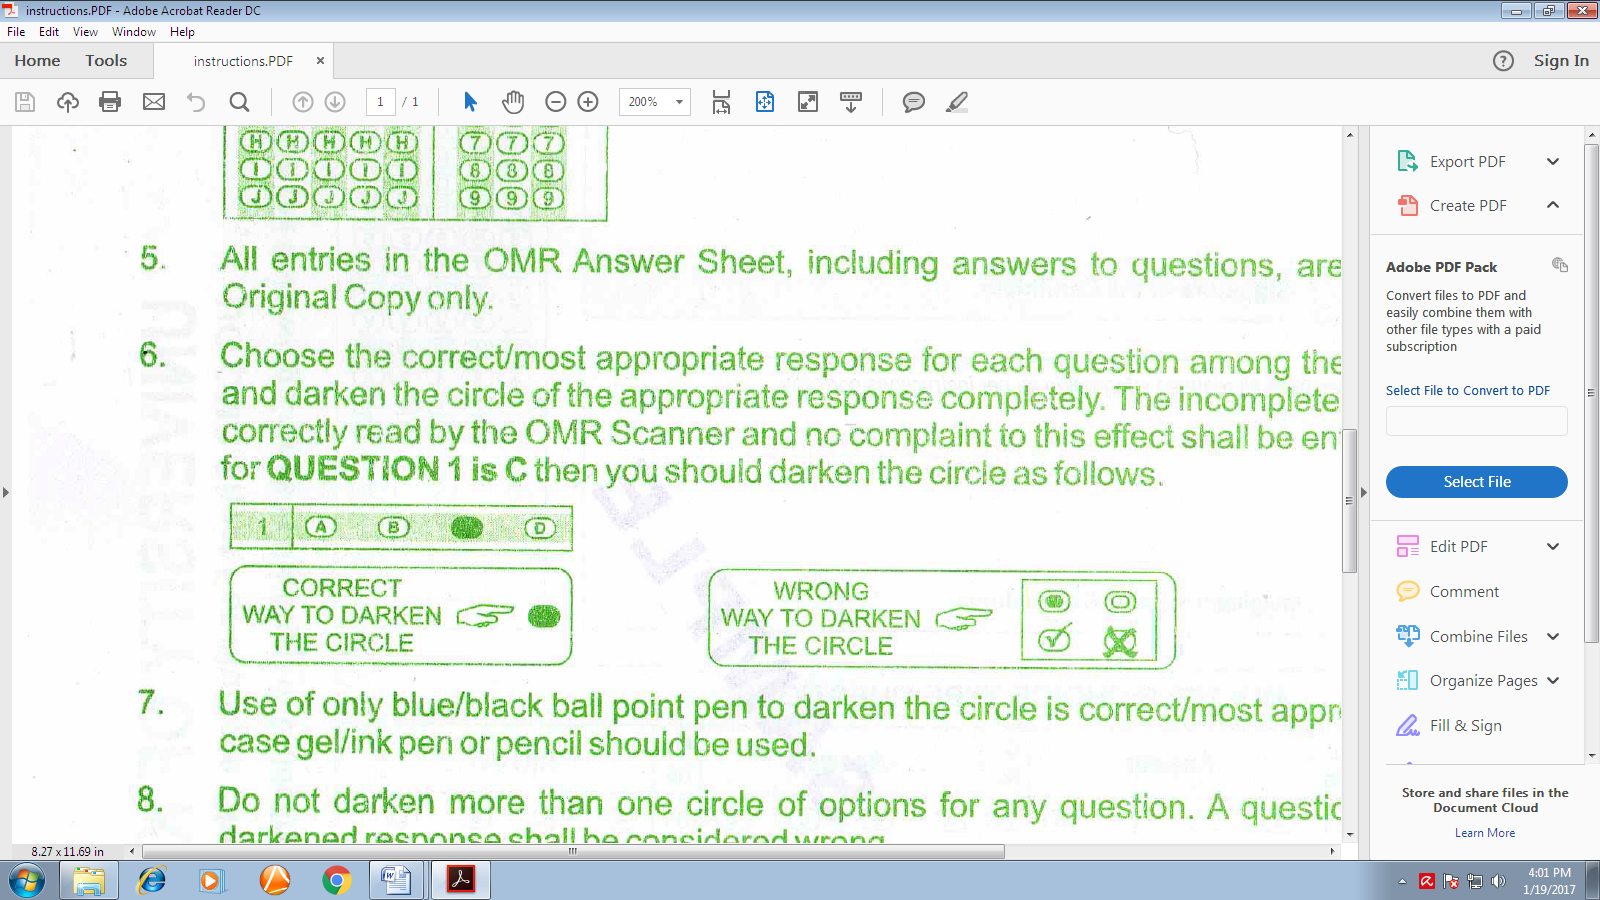 instructions.PDF - Adobe Acrobat Reader DC
File Edit View Window Help
Home Tools instructions.PDF × ? Sign In
1 / 1 200%
H H H H H 7 7 7
I I I I I 8 8 8
J J J J J 9 9 9
5. All entries in the OMR Answer Sheet, including answers to questions, are
Original Copy only.
6. Choose the correct/most appropriate response for each question among the
and darken the circle of the appropriate response completely. The incomplete
correctly read by the OMR Scanner and no complaint to this effect shall be en
for QUESTION 1 is C then you should darken the circle as follows.
1 A B D
CORRECT
WAY TO DARKEN
THE CIRCLE
WRONG
WAY TO DARKEN
THE CIRCLE
7. Use of only blue/black ball point pen to darken the circle is correct/most appr
case gel/ink pen or pencil should be used.
8. Do not darken more than one circle of options for any question. A questio
darkened response shall be considered wrong
8.27 x 11.69 in
Export PDF
Create PDF
Adobe PDF Pack
Convert files to PDF and
easily combine them with
other file types with a paid
subscription
Select File to Convert to PDF
Select File
Edit PDF
Comment
Combine Files
Organize Pages
Fill & Sign
Store and share files in the
Document Cloud
Learn More
4:01 PM
1/19/2017